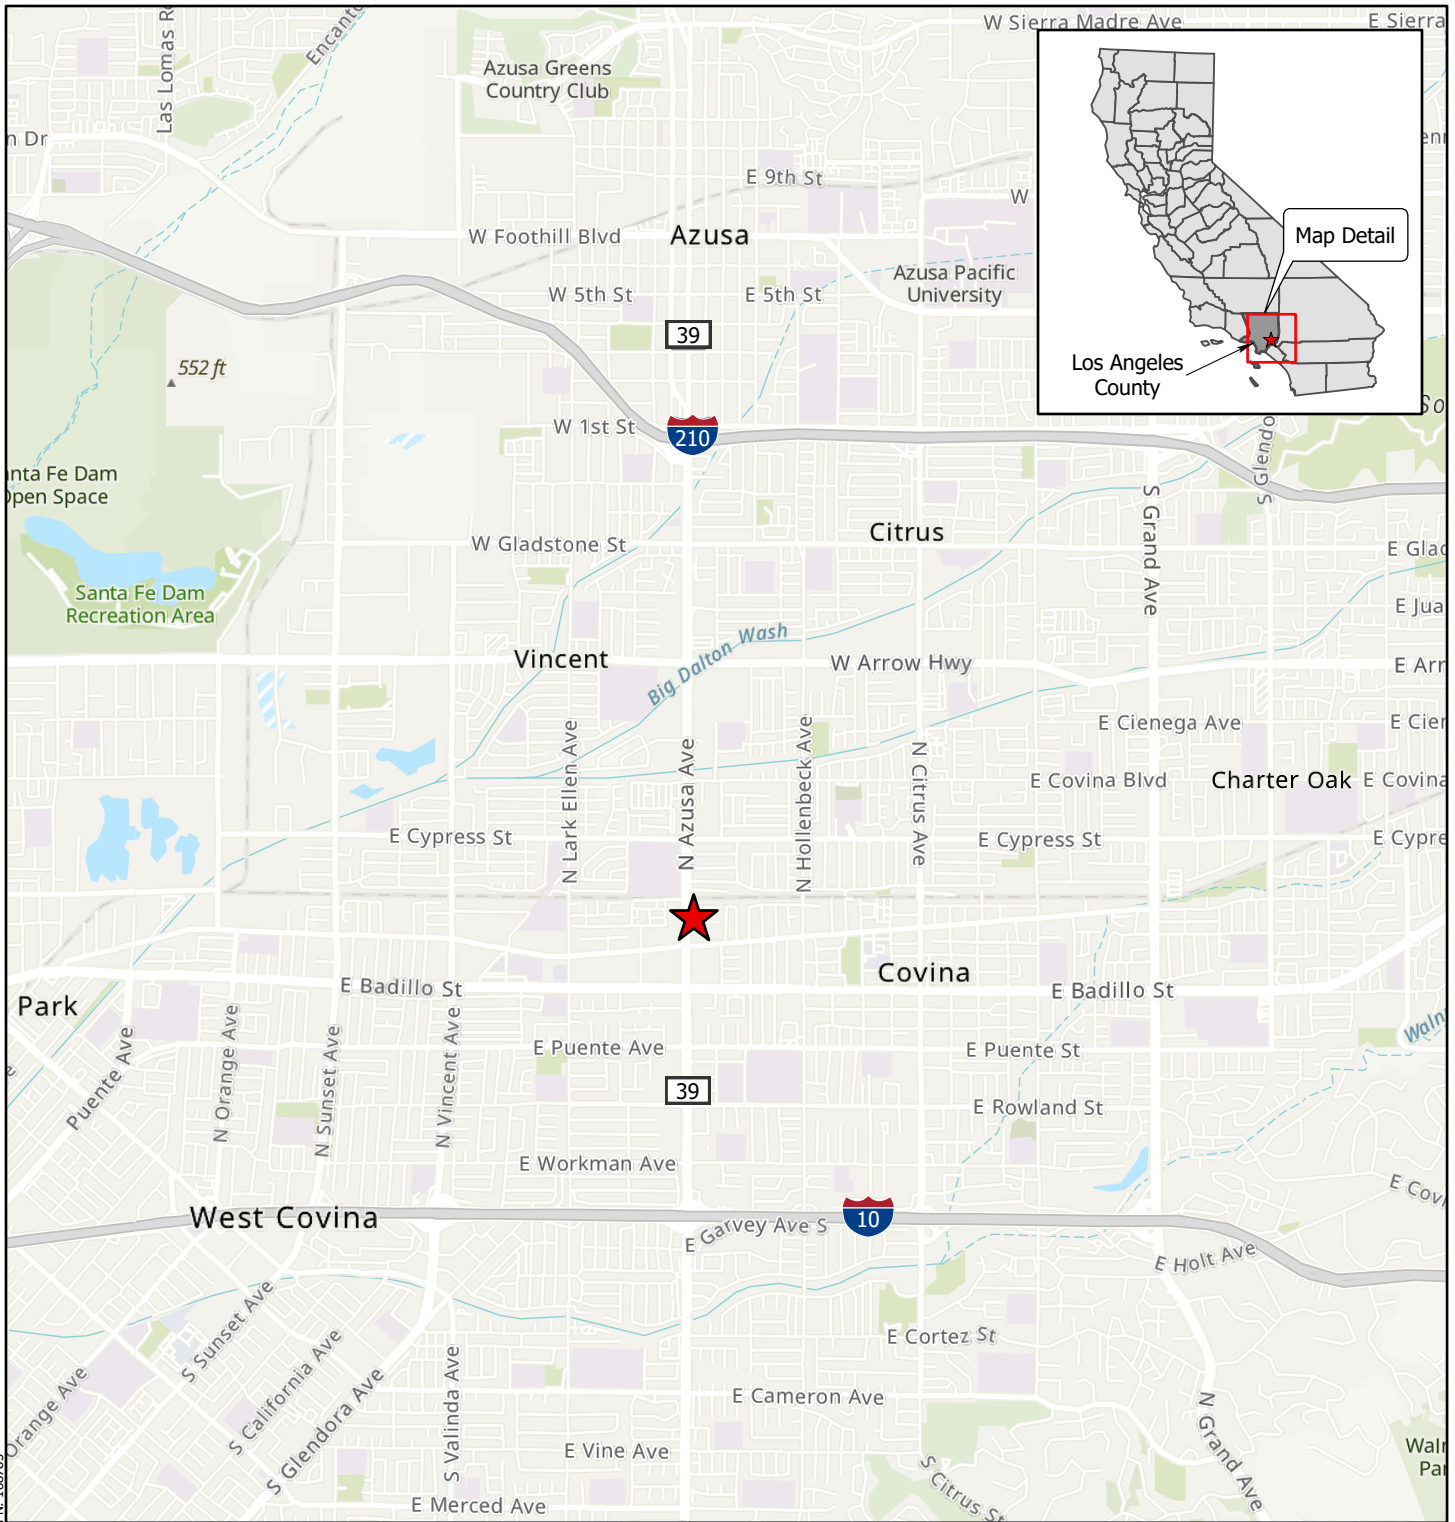 W Sierra Madre Ave
E Sierra
Las Lomas R
Encanto
Azusa Greens
Country Club
n Dr
E 9th St
W
W Foothill Blvd
Azusa
Map Detail
Los Angeles
County
Azusa Pacific
University
W 5th St
E 5th St
39
552 ft
So
W 1st St
210
S Glendo
nta Fe Dam
Open Space
S Grand Ave
Citrus
W Gladstone St
E Glad
Santa Fe Dam
Recreation Area
E Jua
Big Dalton Wash
Vincent
W Arrow Hwy
E Arr
E Cienega Ave
E Cien
N Lark Ellen Ave
N Azusa Ave
N Hollenbeck Ave
N Citrus Ave
E Covina Blvd
Charter Oak
E Covina
E Cypress St
E Cypress St
E Cypre
Covina
E Badillo St
E Badillo St
Park
Waln
Puente Ave
N Orange Ave
N Sunset Ave
N Vincent Ave
E Puente Ave
E Puente St
39
E Rowland St
E Workman Ave
E Cov
West Covina
10
E Garvey Ave S
E Holt Ave
S Sunset Ave
E Cortez St
S California Ave
Orange Ave
S Glendora Ave
S Valinda Ave
E Cameron Ave
N Grand Ave
E Vine Ave
Waln
Par
S Citrus St
E Merced Ave